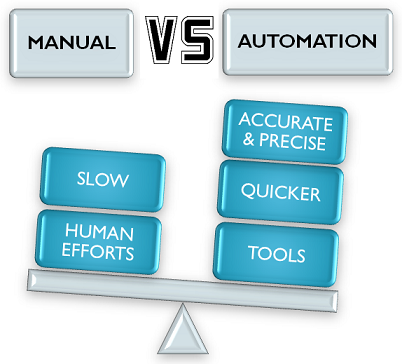 MANUAL VS AUTOMATION
ACCURATE
& PRECISE
SLOW
QUICKER
HUMAN
EFFORTS
TOOLS